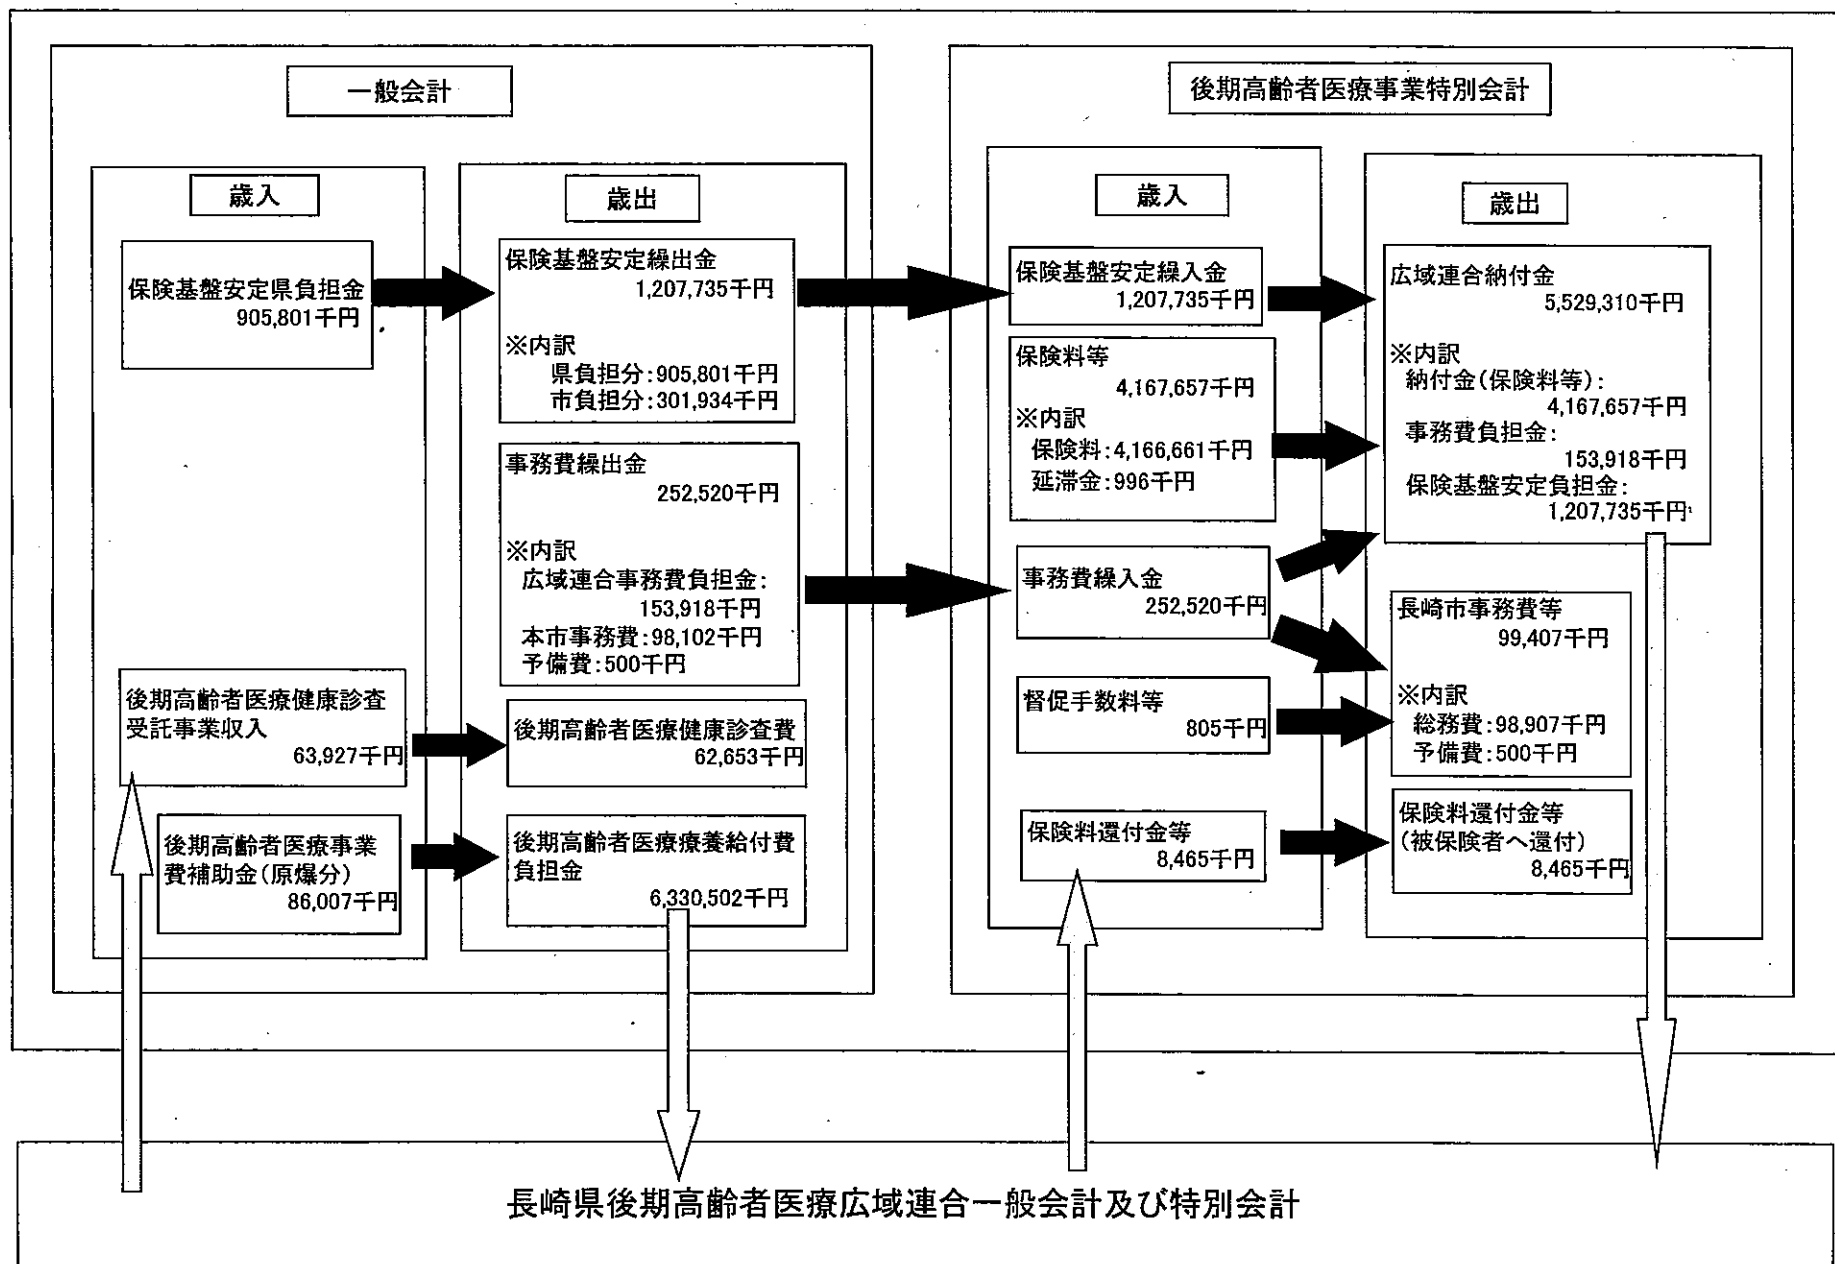 一般会計
歳入
保険基盤安定県負担金
905,801千円
後期高齢者医療健康診査
受託事業収入
63,927千円
後期高齢者医療事業
費補助金(原爆分)
86,007千円
歳出
保険基盤安定繰出金
1,207,735千円
※内訳
県負担分:905,801千円
市負担分:301,934千円
事務費繰出金
252,520千円
※内訳
広域連合事務費負担金:
153,918千円
本市事務費:98,102千円
予備費:500千円
後期高齢者医療健康診査費
62,653千円
後期高齢者医療療養給付費
負担金
6,330,502千円
後期高齢者医療事業特別会計
歳入
保険基盤安定繰入金
1,207,735千円
保険料等
4,167,657千円
※内訳
保険料:4,166,661千円
延滞金:996千円
事務費繰入金
252,520千円
督促手数料等
805千円
保険料還付金等
8,465千円
歳出
広域連合納付金
5,529,310千円
※内訳
納付金(保険料等):
4,167,657千円
事務費負担金:
153,918千円
保険基盤安定負担金:
1,207,735千円
長崎市事務費等
99,407千円
※内訳
総務費:98,907千円
予備費:500千円
保険料還付金等
(被保険者へ還付)
8,465千円
長崎県後期高齢者医療広域連合一般会計及び特別会計